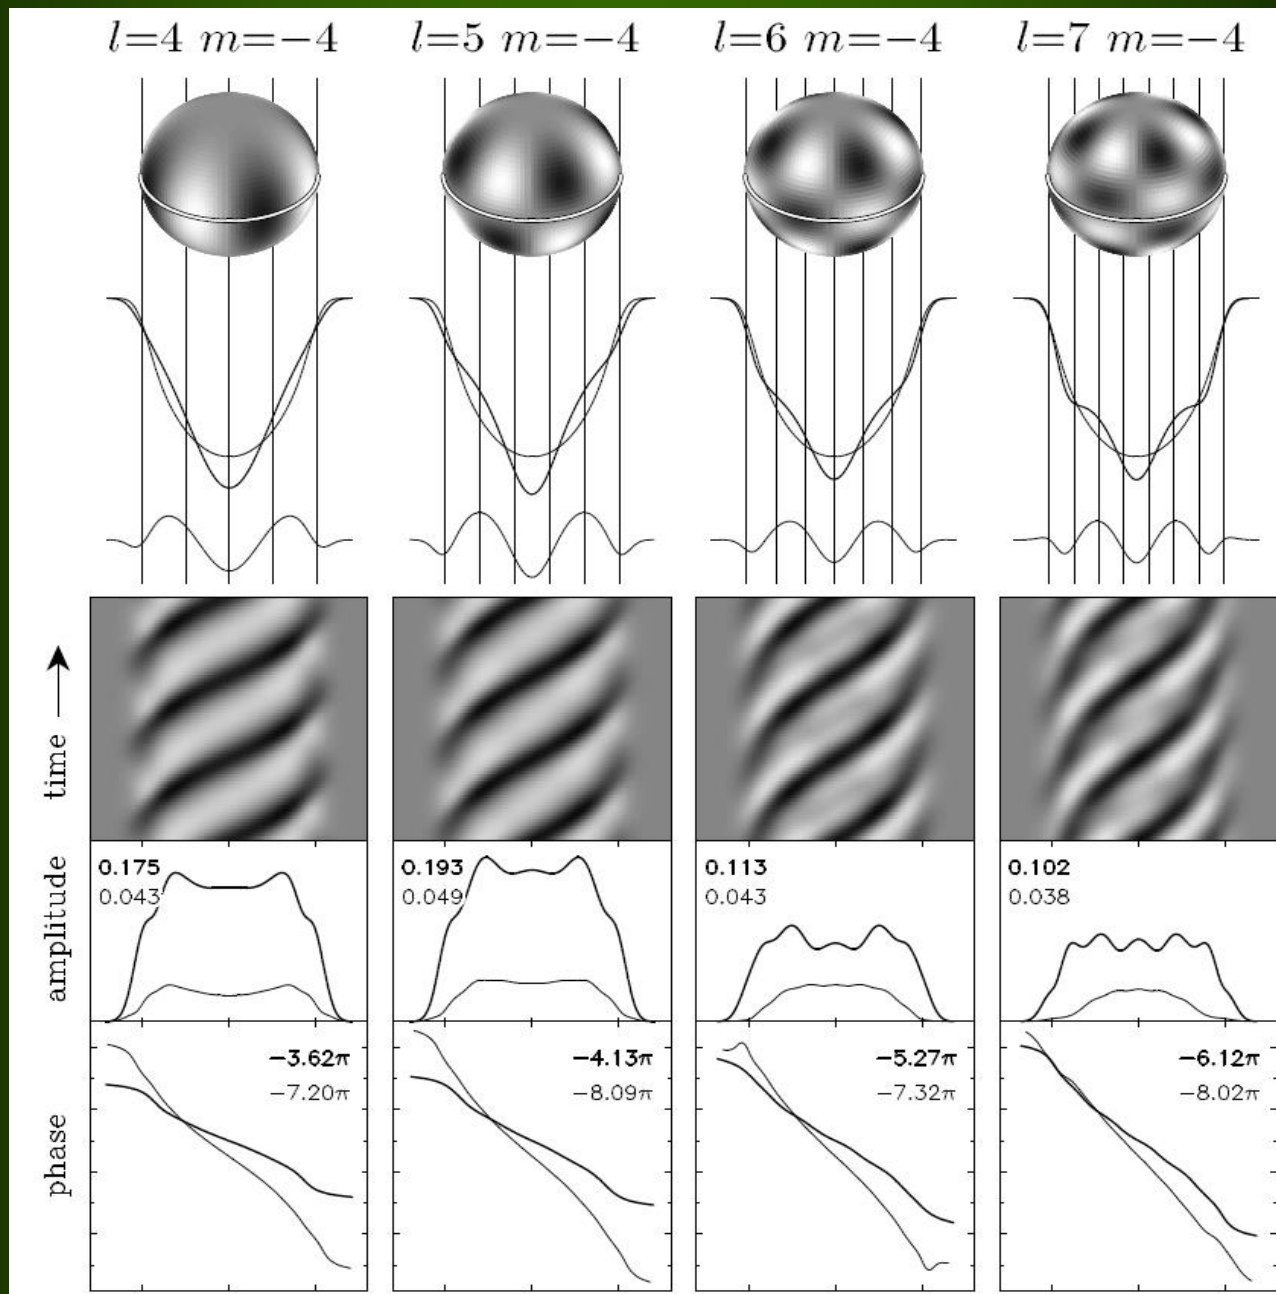 l=4 m=−4 l=5 m=−4 l=6 m=−4 l=7 m=−4
time
amplitude
0.175 0.193 0.113 0.102
0.043 0.049 0.043 0.038
phase
−3.62π −4.13π −5.27π −6.12π
−7.20π −8.09π −7.32π −8.02π